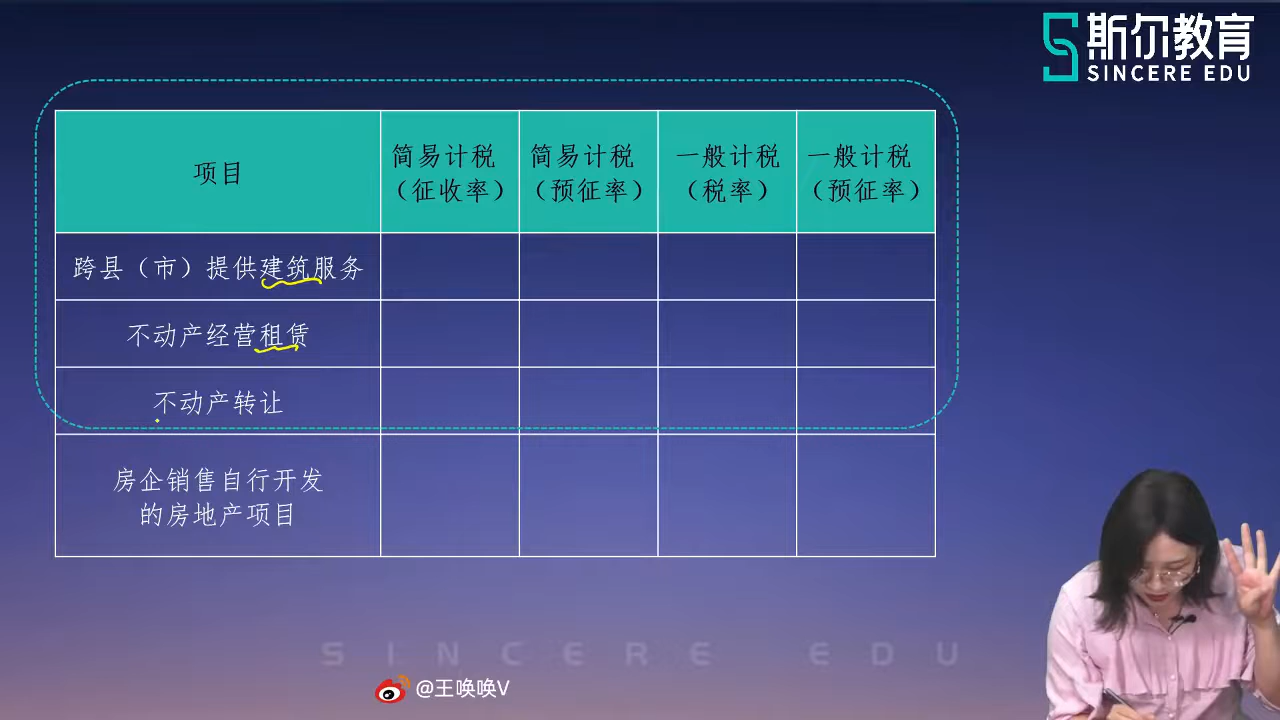 斯尔教育
SINCERE EDU
项目
简易计税
（征收率）
简易计税
（预征率）
一般计税
（税率）
一般计税
（预征率）
跨县（市）提供建筑服务
不动产经营租赁
不动产转让
房企销售自行开发
的房地产项目
SINCERE EDU
@王唤唤V